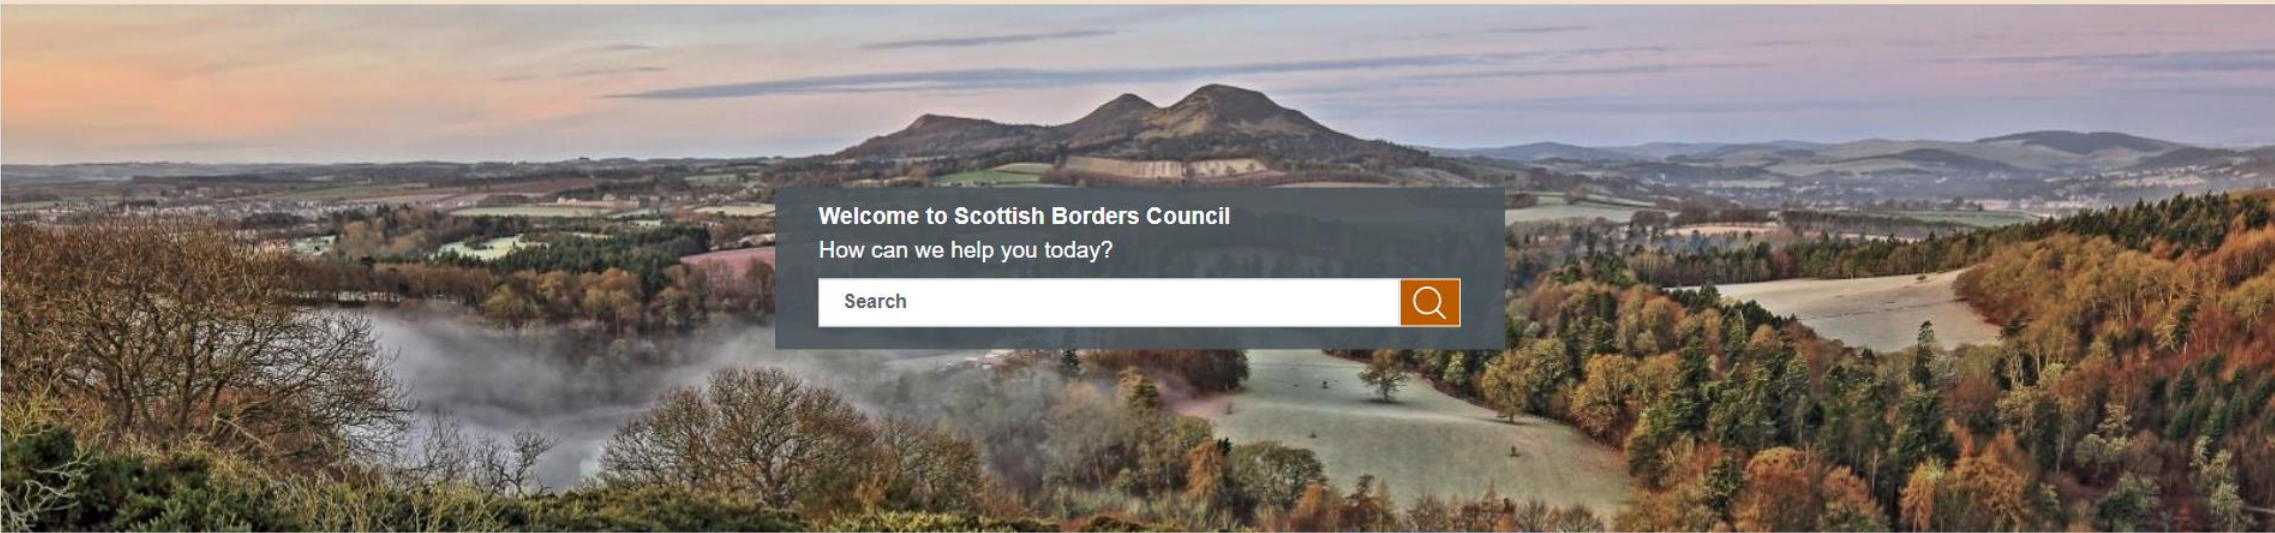 Welcome to Scottish Borders Council
How can we help you today?
Search